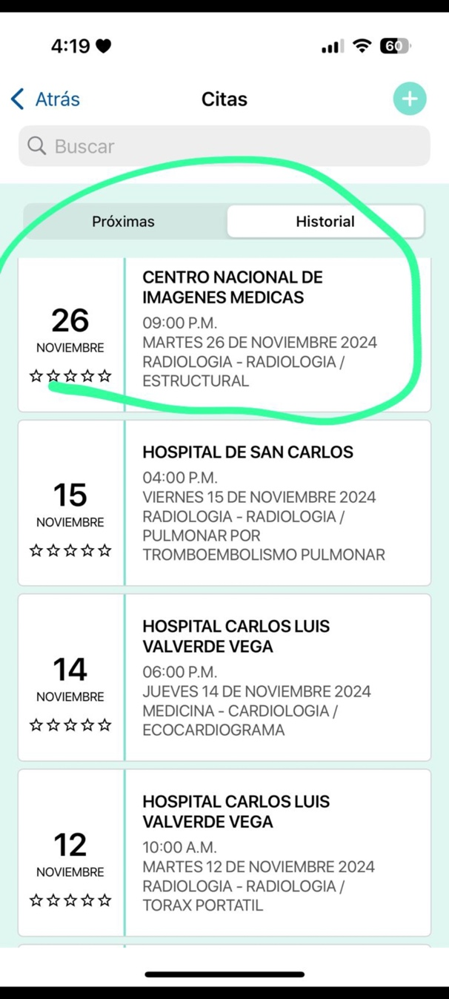 4:19
60
Atrás
Citas
Buscar
Próximas
Historial
26
NOVIEMBRE
CENTRO NACIONAL DE
IMAGENES MEDICAS
09:00 P.M.
MARTES 26 DE NOVIEMBRE 2024
RADIOLOGIA - RADIOLOGIA /
ESTRUCTURAL
15
NOVIEMBRE
HOSPITAL DE SAN CARLOS
04:00 P.M.
VIERNES 15 DE NOVIEMBRE 2024
RADIOLOGIA - RADIOLOGIA /
PULMONAR POR
TROMBOEMBOLISMO PULMONAR
14
NOVIEMBRE
HOSPITAL CARLOS LUIS
VALVERDE VEGA
06:00 P.M.
JUEVES 14 DE NOVIEMBRE 2024
MEDICINA - CARDIOLOGIA /
ECOCARDIOGRAMA
12
NOVIEMBRE
HOSPITAL CARLOS LUIS
VALVERDE VEGA
10:00 A.M.
MARTES 12 DE NOVIEMBRE 2024
RADIOLOGIA - RADIOLOGIA /
TORAX PORTATIL